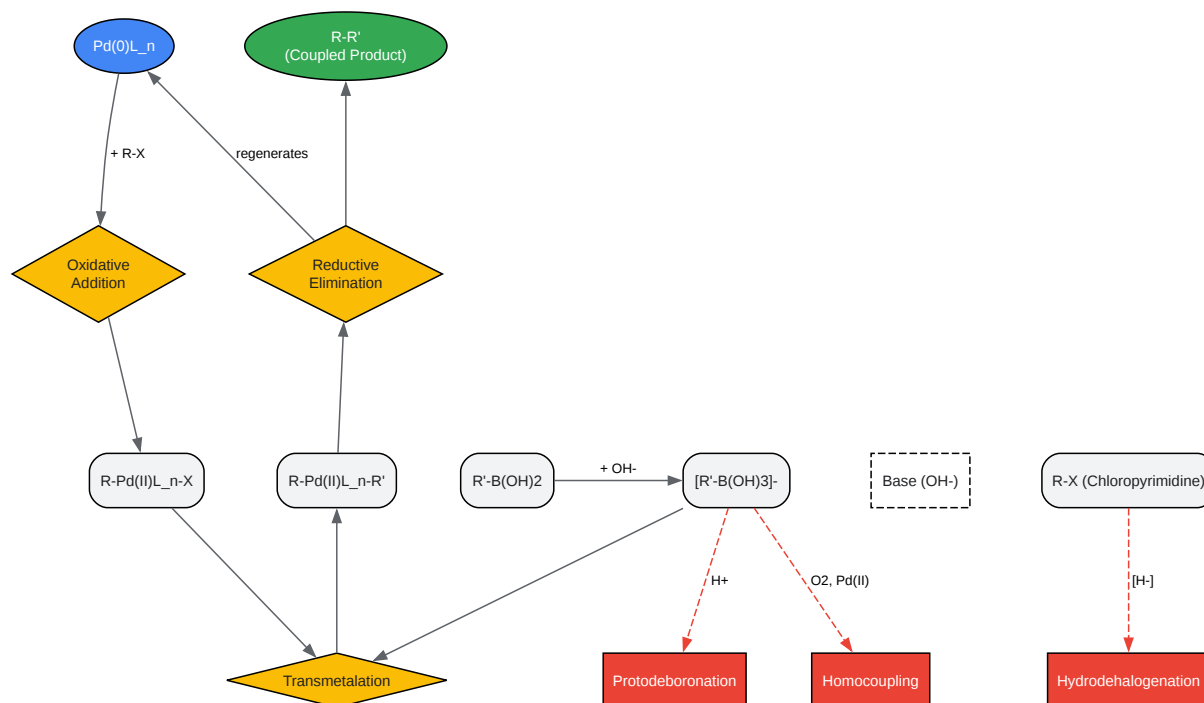 Pd(0)L_n
R-R'
(Coupled Product)
+ R-X
regenerates
Oxidative
Addition
Reductive
Elimination
R-Pd(II)L_n-X
R-Pd(II)L_n-R'
R'-B(OH)2
+ OH-
[R'-B(OH)3]-
Base (OH-)
R-X (Chloropyrimidine)
H+
O2, Pd(II)
[H-]
Transmetalation
Protodeboronation
Homocoupling
Hydrodehalogenation